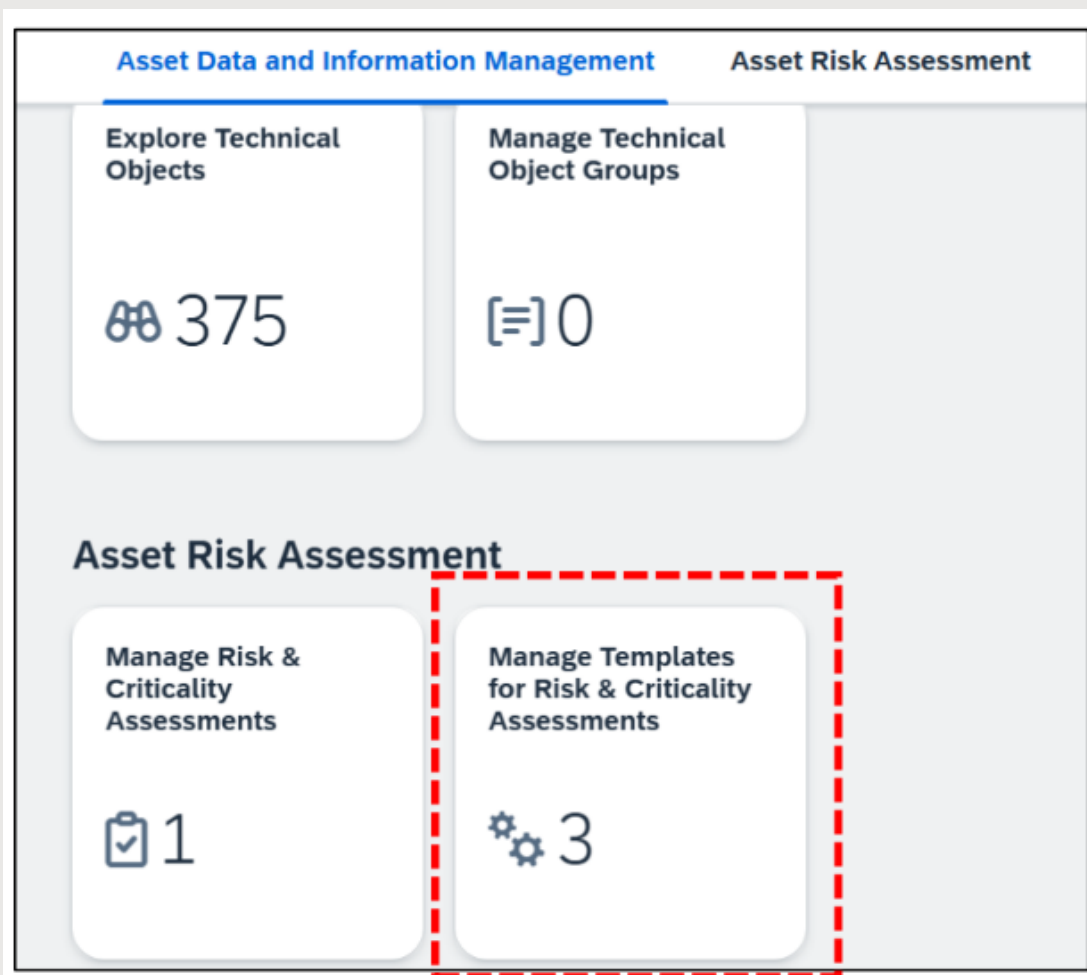 Asset Data and Information Management Asset Risk Assessment
Explore Technical
Objects
375
Manage Technical
Object Groups
0
Asset Risk Assessment
Manage Risk &
Criticality
Assessments
1
Manage Templates
for Risk & Criticality
Assessments
3